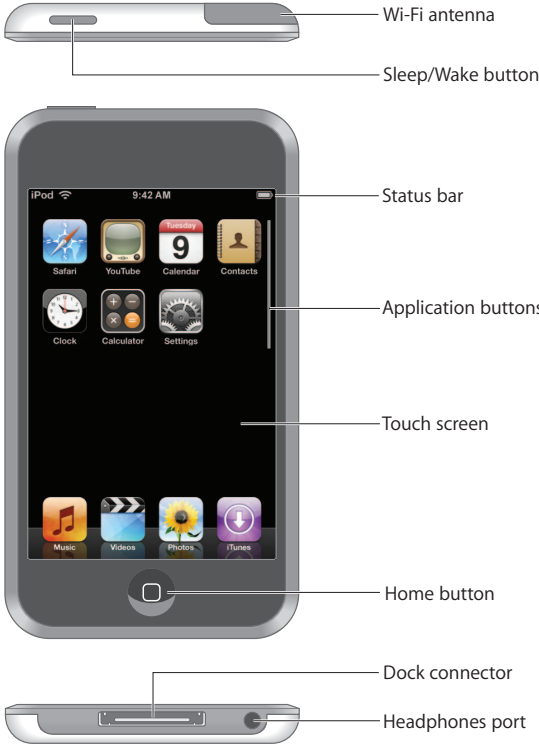 Wi-Fi antenna
Sleep/Wake button
iPod 9:42 AM
Status bar
Tuesday
9
Safari YouTube Calendar Contacts
Application buttons
Clock Calculator Settings
Touch screen
Music Videos Photos iTunes
Home button
Dock connector
Headphones port